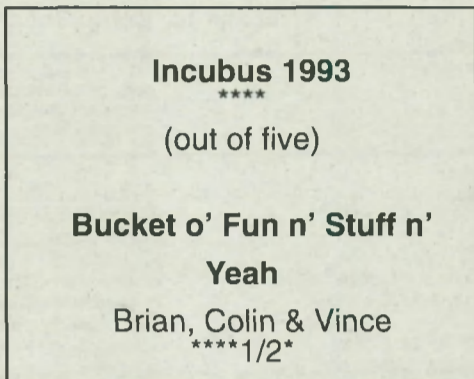 Incubus 1993
****
(out of five)
Bucket o' Fun n' Stuff n'
Yeah
Brian, Colin & Vince
****1/2*